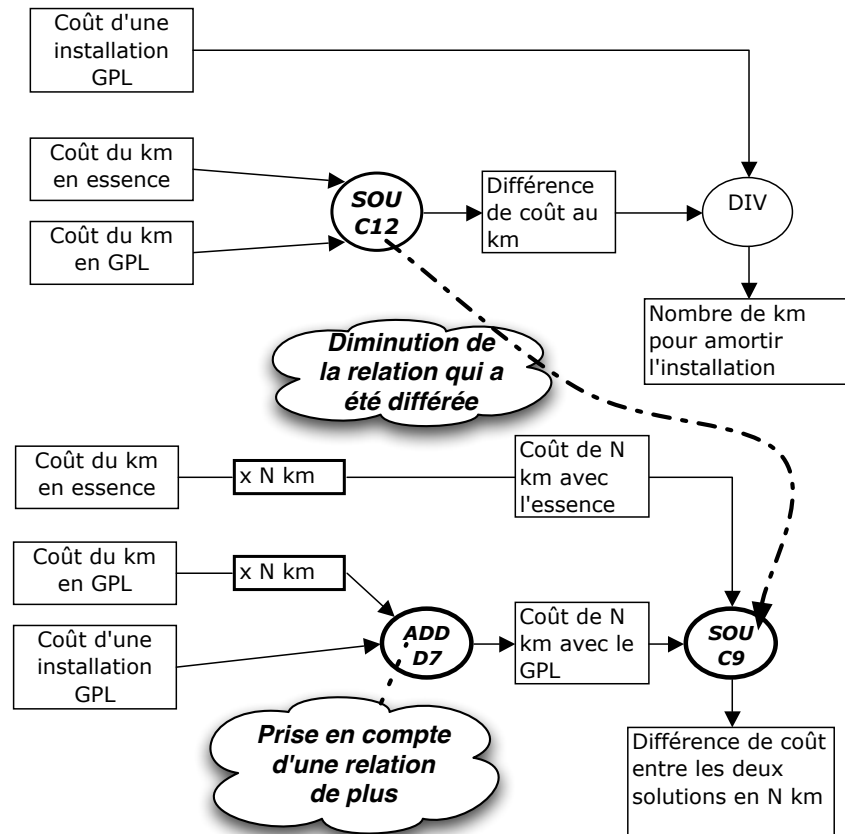 Coût d'une
installation
GPL
Coût du km
en essence
Coût du km
en GPL
SOU
C12
Différence
de coût au
km
DIV
Nombre de km
pour amortir
l'installation
Diminution de
la relation qui a
été différée
Coût du km
en essence
x N km
Coût de N
km avec
l'essence
Coût du km
en GPL
x N km
Coût d'une
installation
GPL
ADD
D7
Coût de N
km avec le
GPL
SOU
C9
Prise en compte
d'une relation
de plus
Différence de coût
entre les deux
solutions en N km